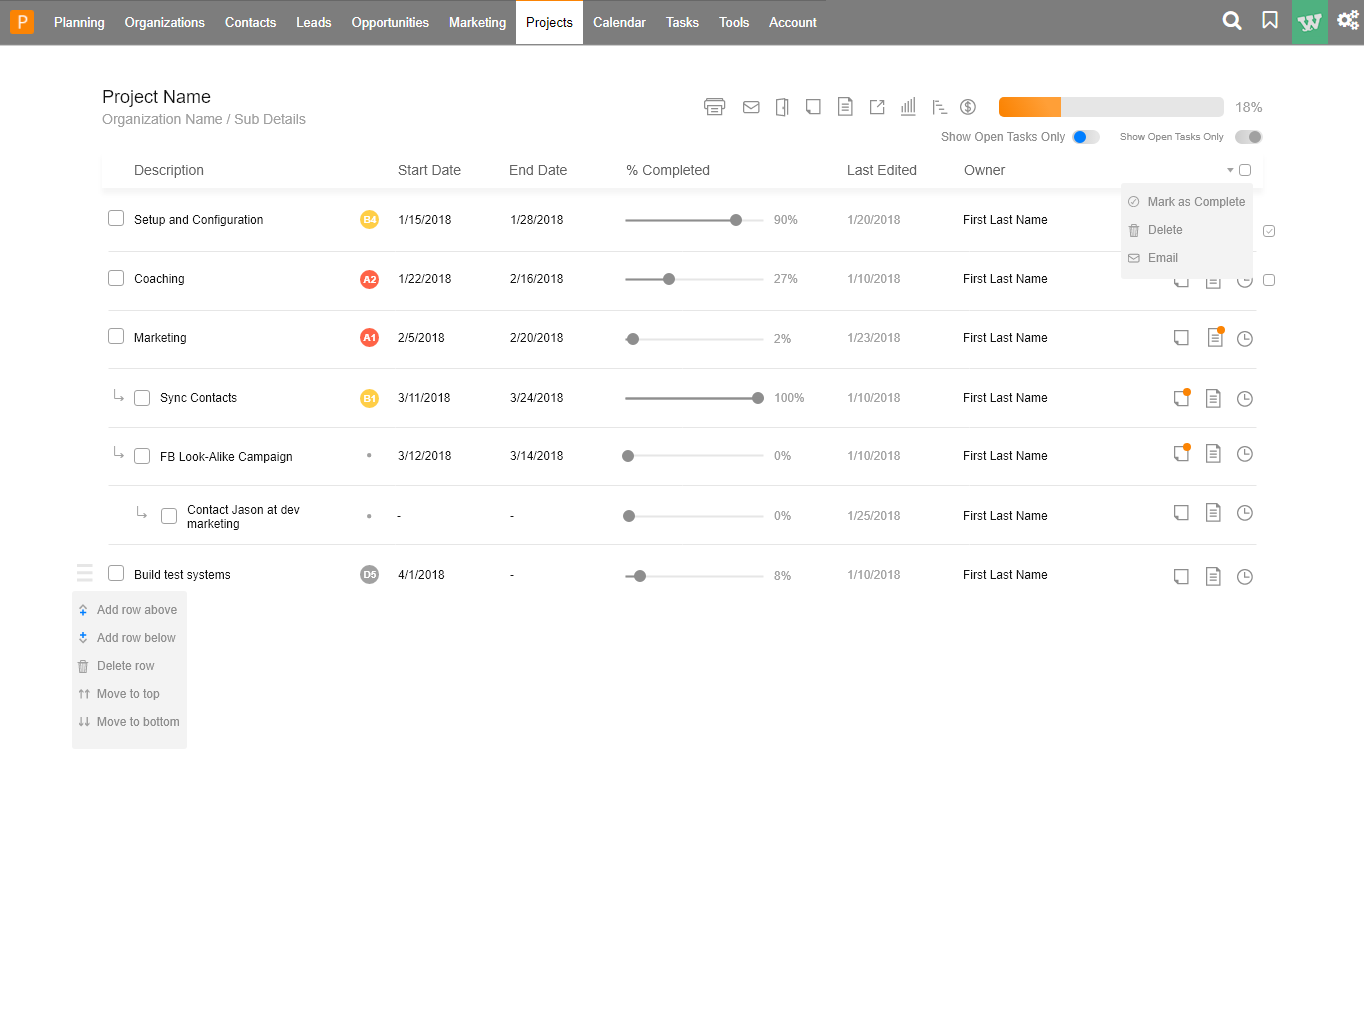 P Planning Organizations Contacts Leads Opportunities Marketing Projects Calendar Tasks Tools Account W
Project Name
Organization Name / Sub Details
18%
Show Open Tasks Only Show Open Tasks Only
Description Start Date End Date % Completed Last Edited Owner
Setup and Configuration B4 1/15/2018 1/28/2018 90% 1/20/2018 First Last Name
Mark as Complete
Delete
Email
Coaching A2 1/22/2018 2/16/2018 27% 1/10/2018 First Last Name
Marketing A1 2/5/2018 2/20/2018 2% 1/23/2018 First Last Name
Sync Contacts B1 3/11/2018 3/24/2018 100% 1/10/2018 First Last Name
FB Look-Alike Campaign 3/12/2018 3/14/2018 0% 1/10/2018 First Last Name
Contact Jason at dev
marketing - - 0% 1/25/2018 First Last Name
Build test systems D5 4/1/2018 - 8% 1/10/2018 First Last Name
Add row above
Add row below
Delete row
Move to top
Move to bottom